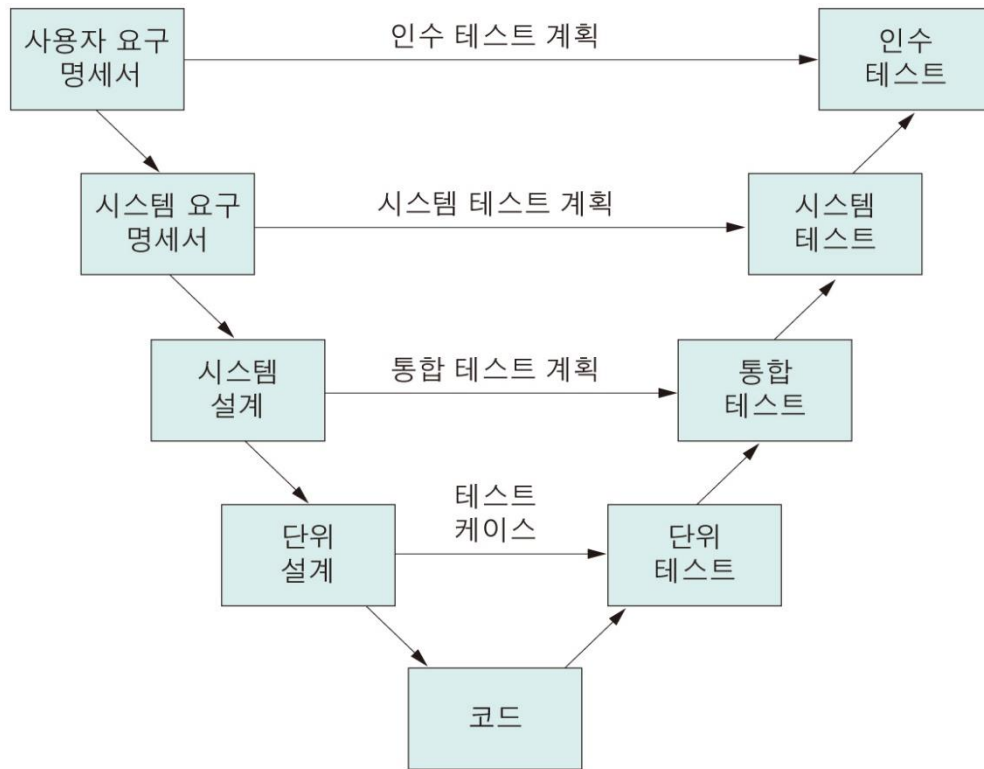 사용자 요구
명세서
인수 테스트 계획
인수
테스트
시스템 요구
명세서
시스템 테스트 계획
시스템
테스트
시스템
설계
통합 테스트 계획
통합
테스트
단위
설계
테스트
케이스
단위
테스트
코드